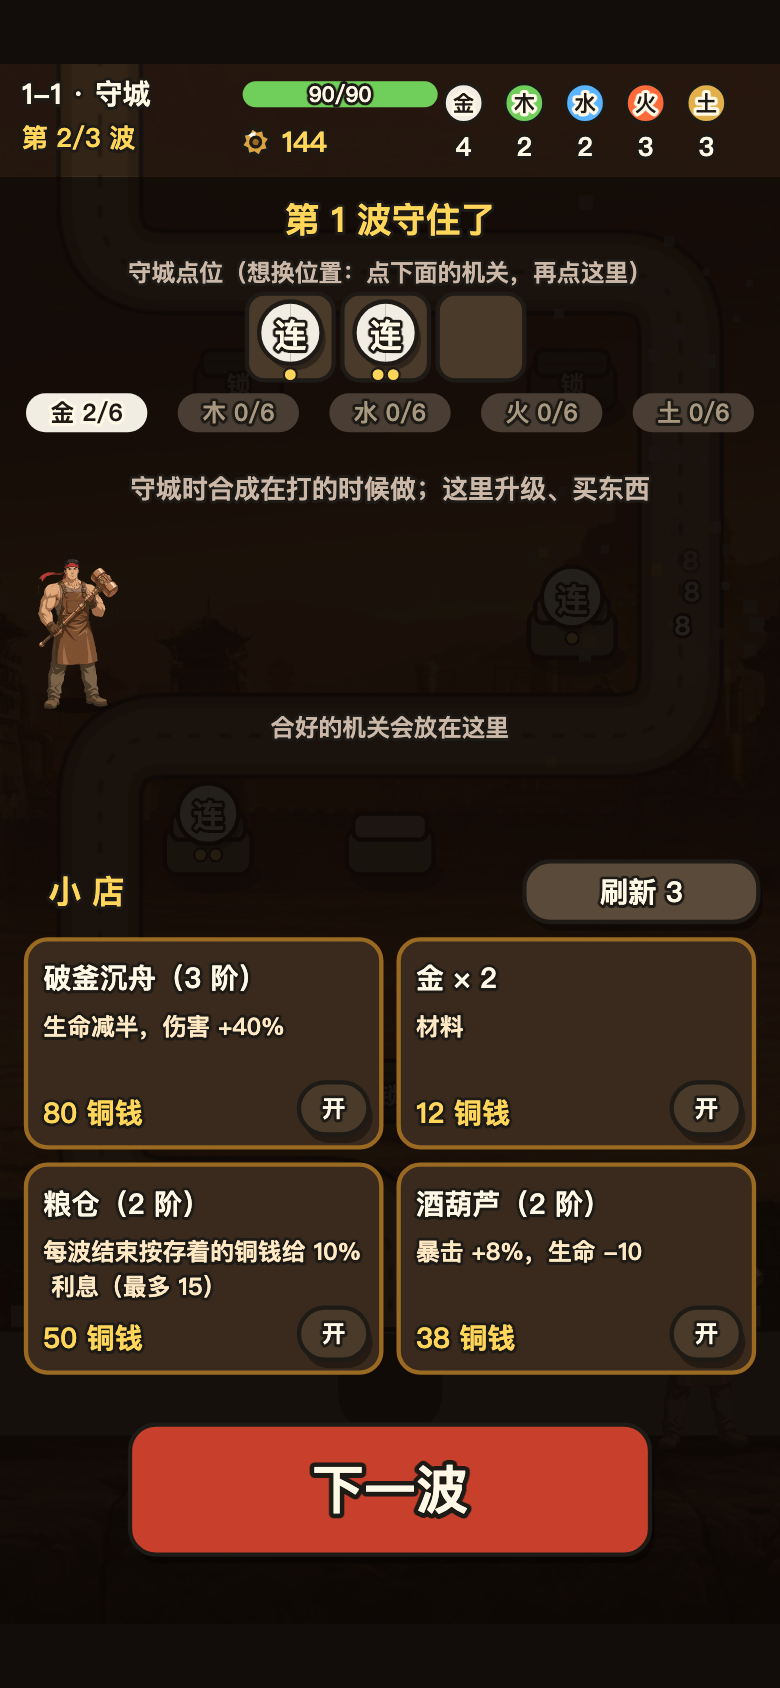 1-1 · 守城
90/90
金 木 水 火 土
第 2/3 波
144
4 2 2 3 3
第 1 波守住了
守城点位（想换位置：点下面的机关，再点这里）
连 连
锁 锁
金 2/6 木 0/6 水 0/6 火 0/6 土 0/6
守城时合成在打的时候做；这里升级、买东西
8
8
连
8
合好的机关会放在这里
连
小 店
刷新 3
破釜沉舟（3 阶）
生命减半，伤害 +40%
80 铜钱
开
金 × 2
材料
12 铜钱
开
粮仓（2 阶）
每波结束按存着的铜钱给 10%
利息（最多 15）
50 铜钱
开
酒葫芦（2 阶）
暴击 +8%，生命 -10
38 铜钱
开
下一波